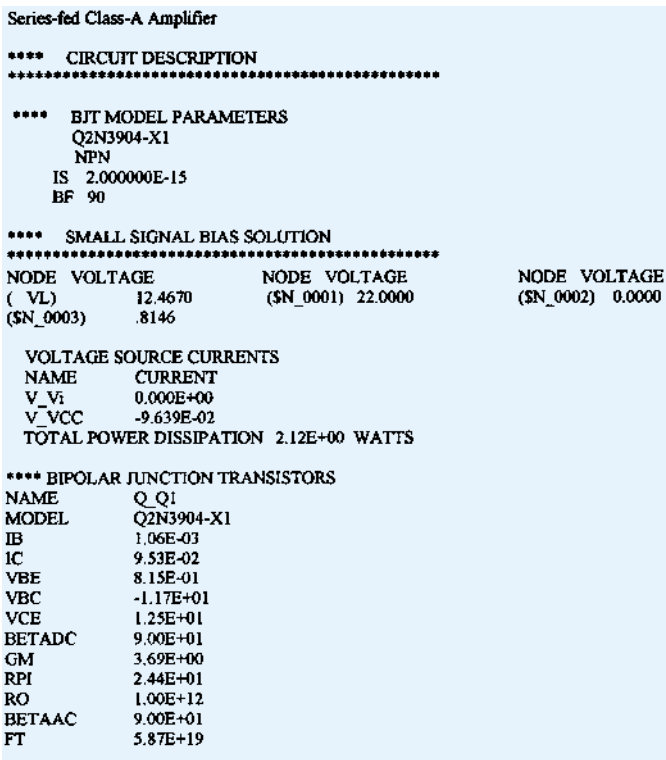 Series-fed Class-A Amplifier
**** CIRCUIT DESCRIPTION
************************************************
**** BJT MODEL PARAMETERS
Q2N3904-X1
NPN
IS 2.000000E-15
BF 90
**** SMALL SIGNAL BIAS SOLUTION
************************************************
NODE VOLTAGE NODE VOLTAGE NODE VOLTAGE
( VL) 12.4670 ($N_0001) 22.0000 ($N_0002) 0.0000
($N_0003) .8146
VOLTAGE SOURCE CURRENTS
NAME CURRENT
V_Vi 0.000E+00
V_VCC -9.639E-02
TOTAL POWER DISSIPATION 2.12E+00 WATTS
**** BIPOLAR JUNCTION TRANSISTORS
NAME Q_Q1
MODEL Q2N3904-X1
IB 1.06E-03
IC 9.53E-02
VBE 8.15E-01
VBC -1.17E+01
VCE 1.25E+01
BETADC 9.00E+01
GM 3.69E+00
RPI 2.44E+01
RO 1.00E+12
BETAAC 9.00E+01
FT 5.87E+19